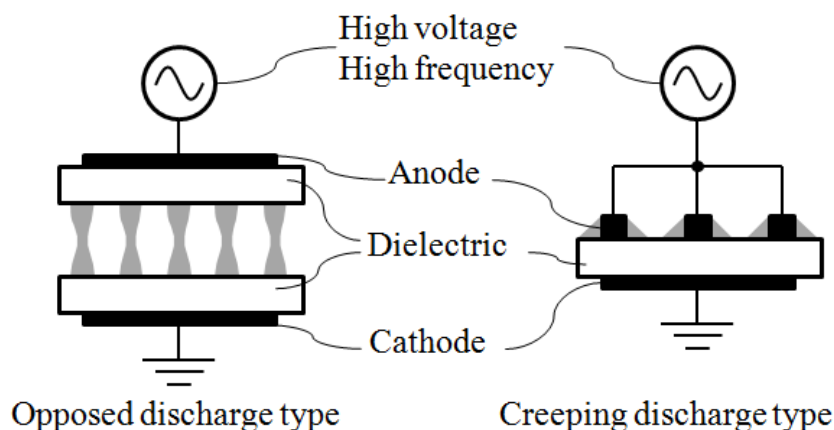 High voltage
High frequency
Anode
Dielectric
Cathode
Opposed discharge type
Creeping discharge type